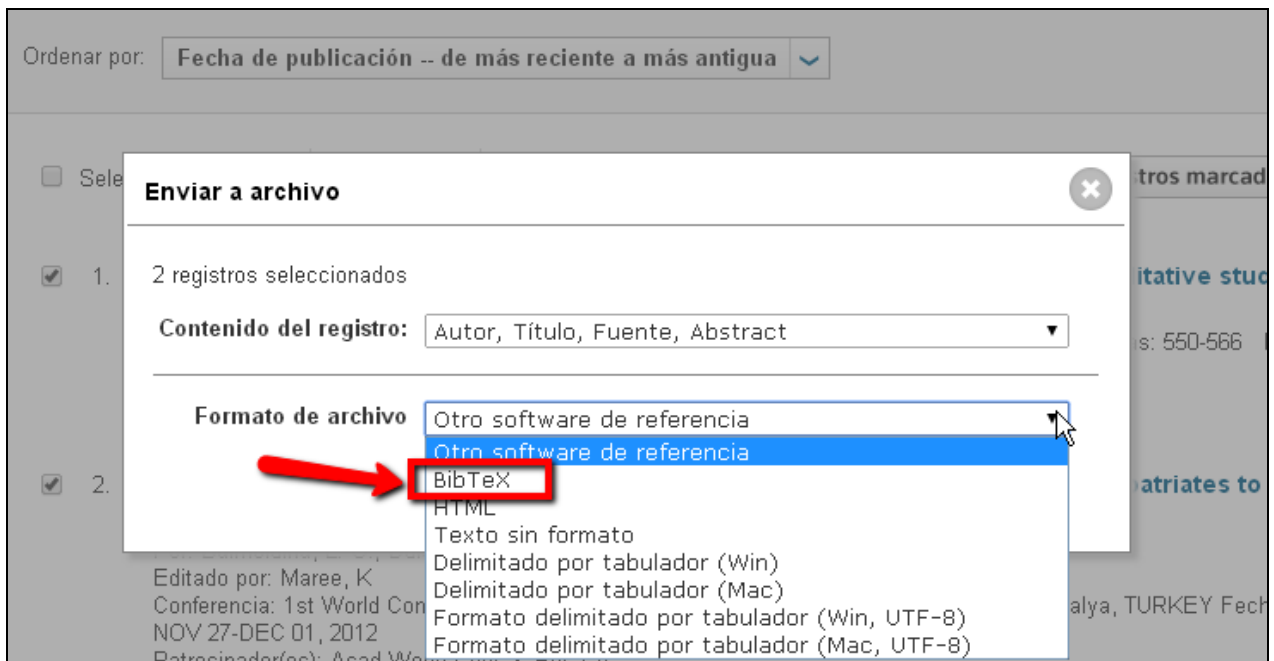 Ordenar por: Fecha de publicación -- de más reciente a más antigua
Sele
tros marcad
Enviar a archivo
1.
2 registros seleccionados
itative stud
Contenido del registro: Autor, Título, Fuente, Abstract
s: 550-566
Formato de archivo Otro software de referencia
Otro software de referencia
BibTeX
2.
atriates to
HTML
Texto sin formato
Delimitado por tabulador (Win)
Editado por: Maree, K
Delimitado por tabulador (Mac)
Conferencia: 1st World Con
alya, TURKEY Fech
Formato delimitado por tabulador (Win, UTF-8)
NOV 27-DEC 01, 2012
Formato delimitado por tabulador (Mac, UTF-8)